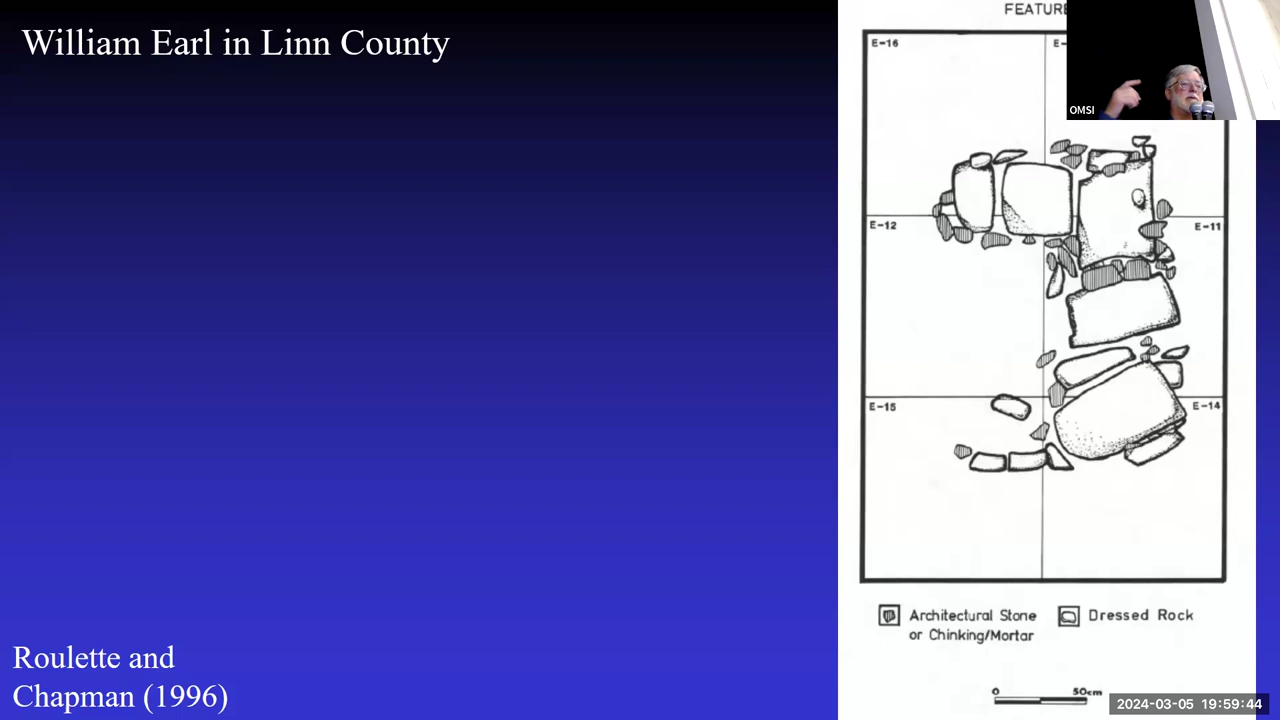 William Earl in Linn County
FEATURE
E-16
E-
OMSI
E-12
E-11
E-15
E-14
Architectural Stone
or Chinking/Mortar
Dressed Rock
Roulette and
Chapman (1996)
0
50cm
2024-03-05 19:59:44